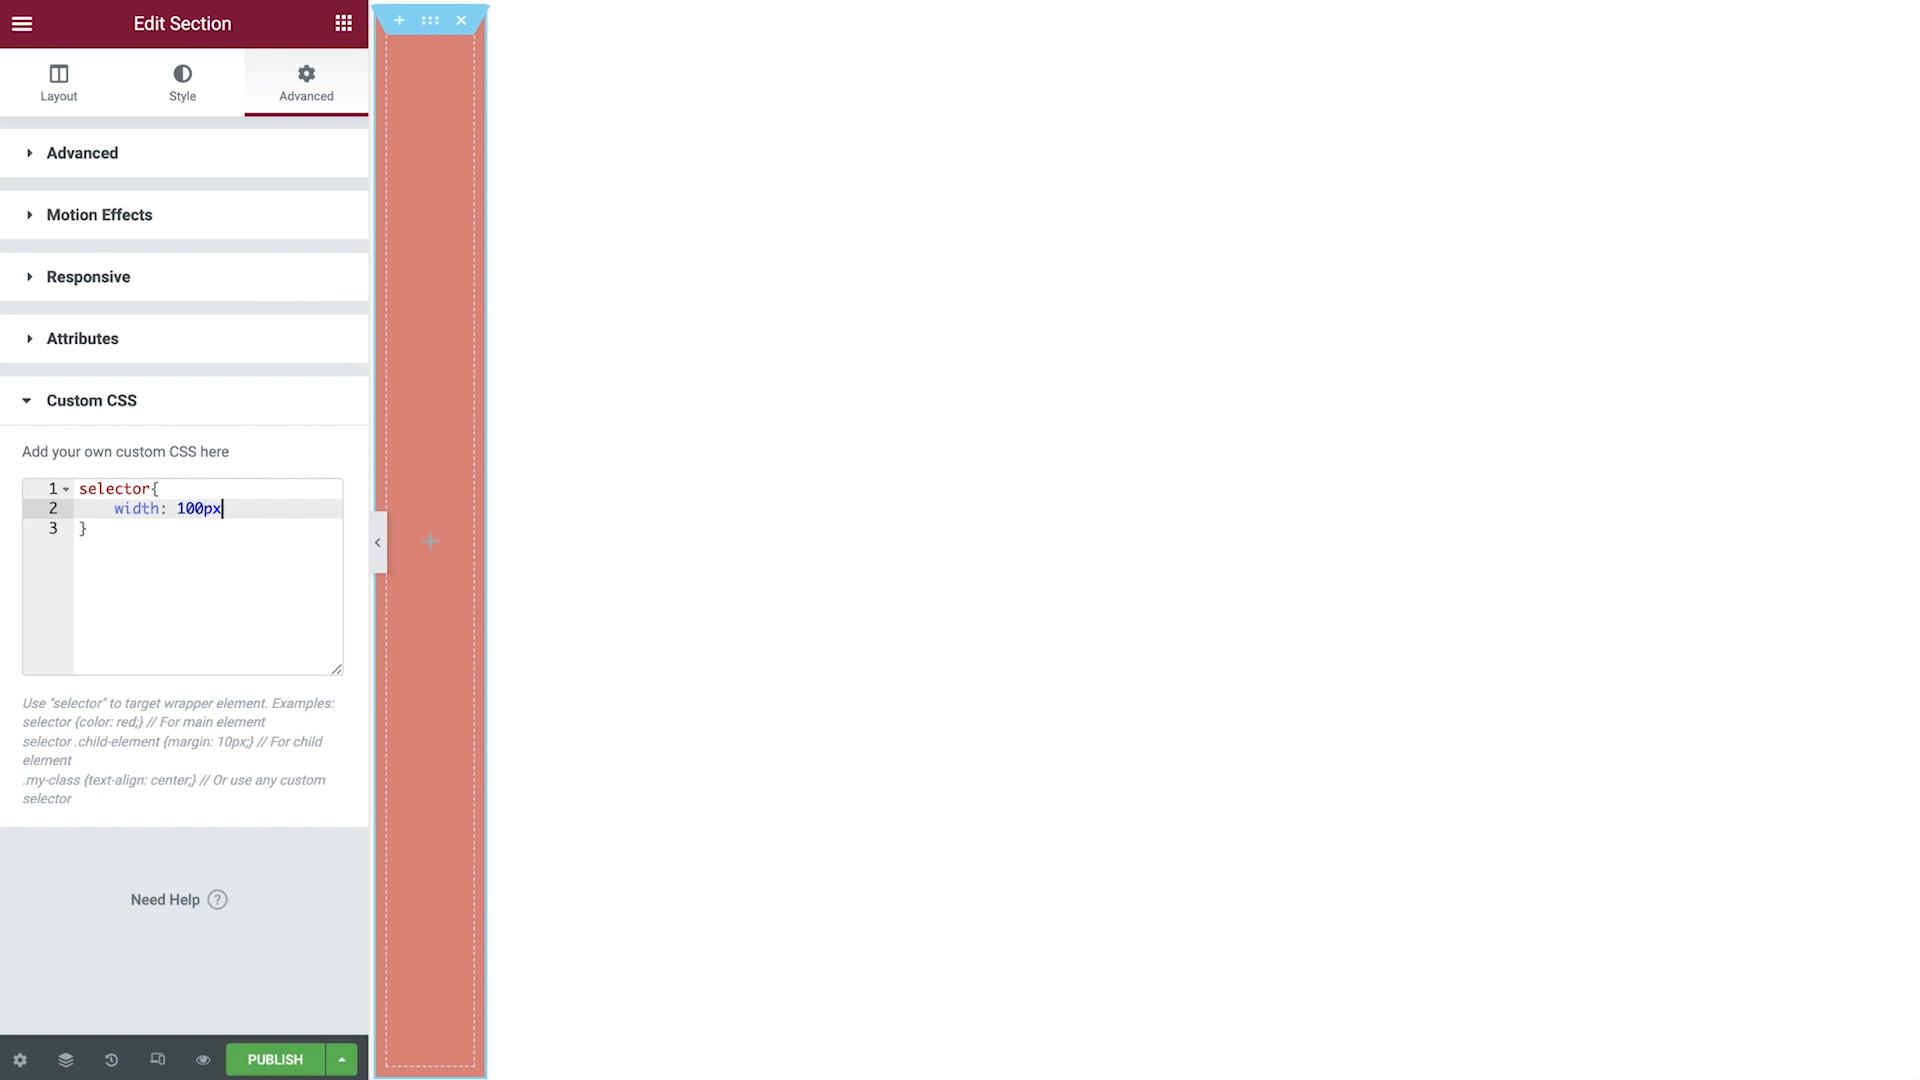 Edit Section
Layout
Style
Advanced
Advanced
Motion Effects
Responsive
Attributes
Custom CSS
Add your own custom CSS here
1 selector{
2 width: 100px
3 }
Use "selector" to target wrapper element. Examples:
selector {color: red;} // For main element
selector .child-element {margin: 10px;} // For child
element
.my-class {text-align: center;} // Or use any custom
selector
Need Help ?
PUBLISH